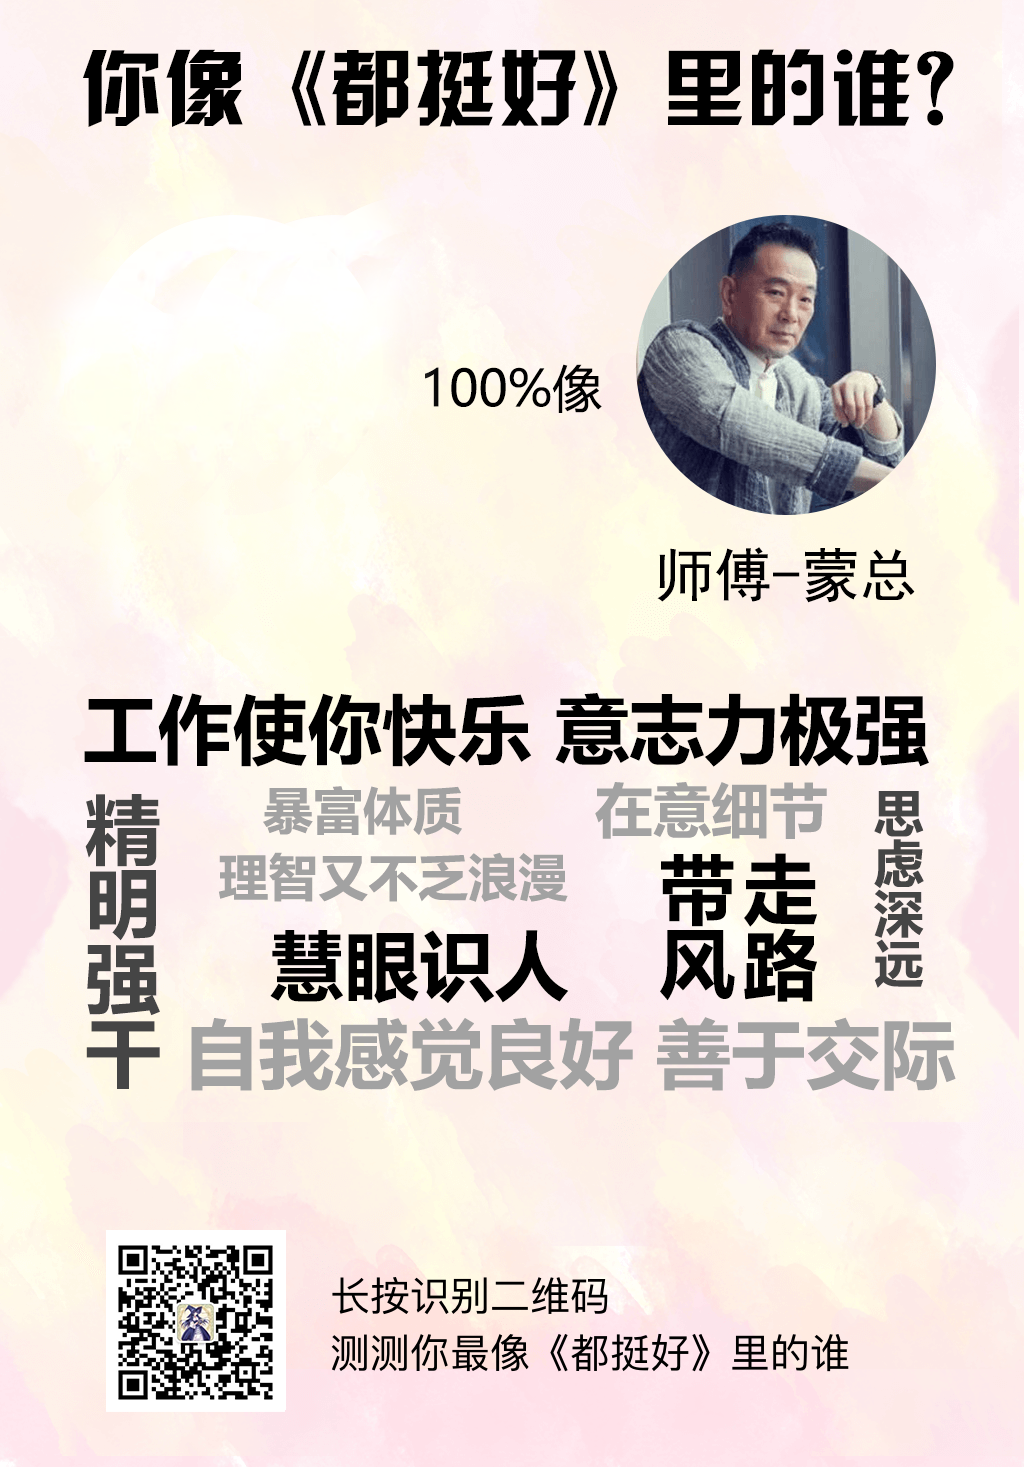 你像《都挺好》里的谁?
100%像
师傅-蒙总
工作使你快乐 意志力极强
精明强干
暴富体质
在意细节
思虑深远
理智又不乏浪漫
带走
风路
慧眼识人
自我感觉良好 善于交际
长按识别二维码
测测你最像《都挺好》里的谁